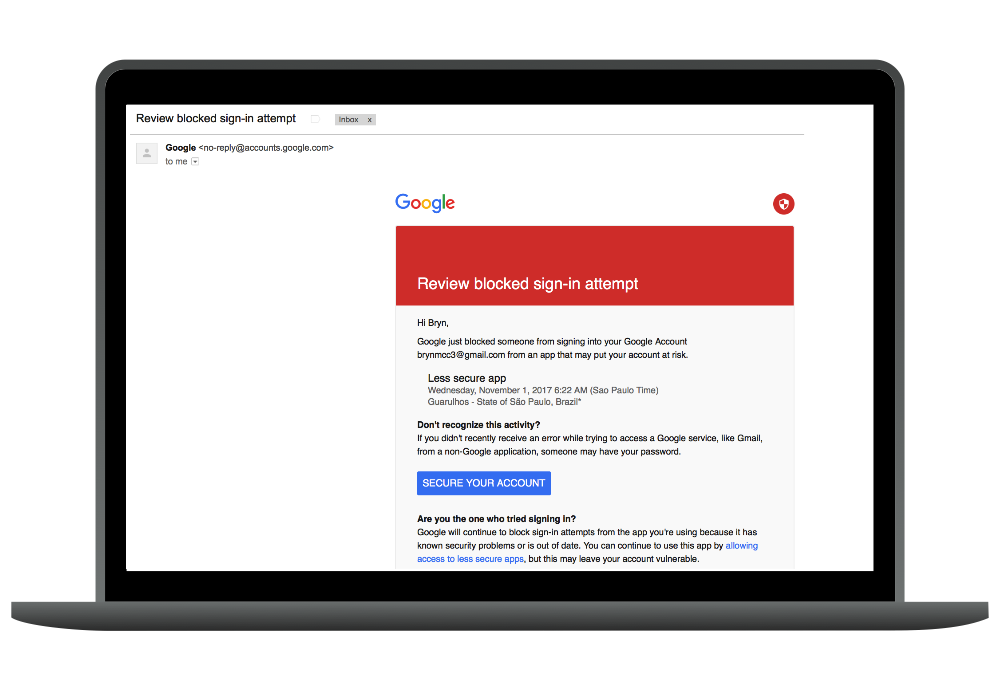 Review blocked sign-in attempt
Inbox x
Google <no-reply@accounts.google.com>
to me
Google
Review blocked sign-in attempt
Hi Bryn,
Google just blocked someone from signing into your Google Account
brynmcc3@gmail.com from an app that may put your account at risk.
Less secure app
Wednesday, November 1, 2017 6:22 AM (Sao Paulo Time)
Guarulhos - State of São Paulo, Brazil*
Don't recognize this activity?
If you didn't recently receive an error while trying to access a Google service, like Gmail,
from a non-Google application, someone may have your password.
SECURE YOUR ACCOUNT
Are you the one who tried signing in?
Google will continue to block sign-in attempts from the app you're using because it has
known security problems or is out of date. You can continue to use this app by allowing
access to less secure apps, but this may leave your account vulnerable.